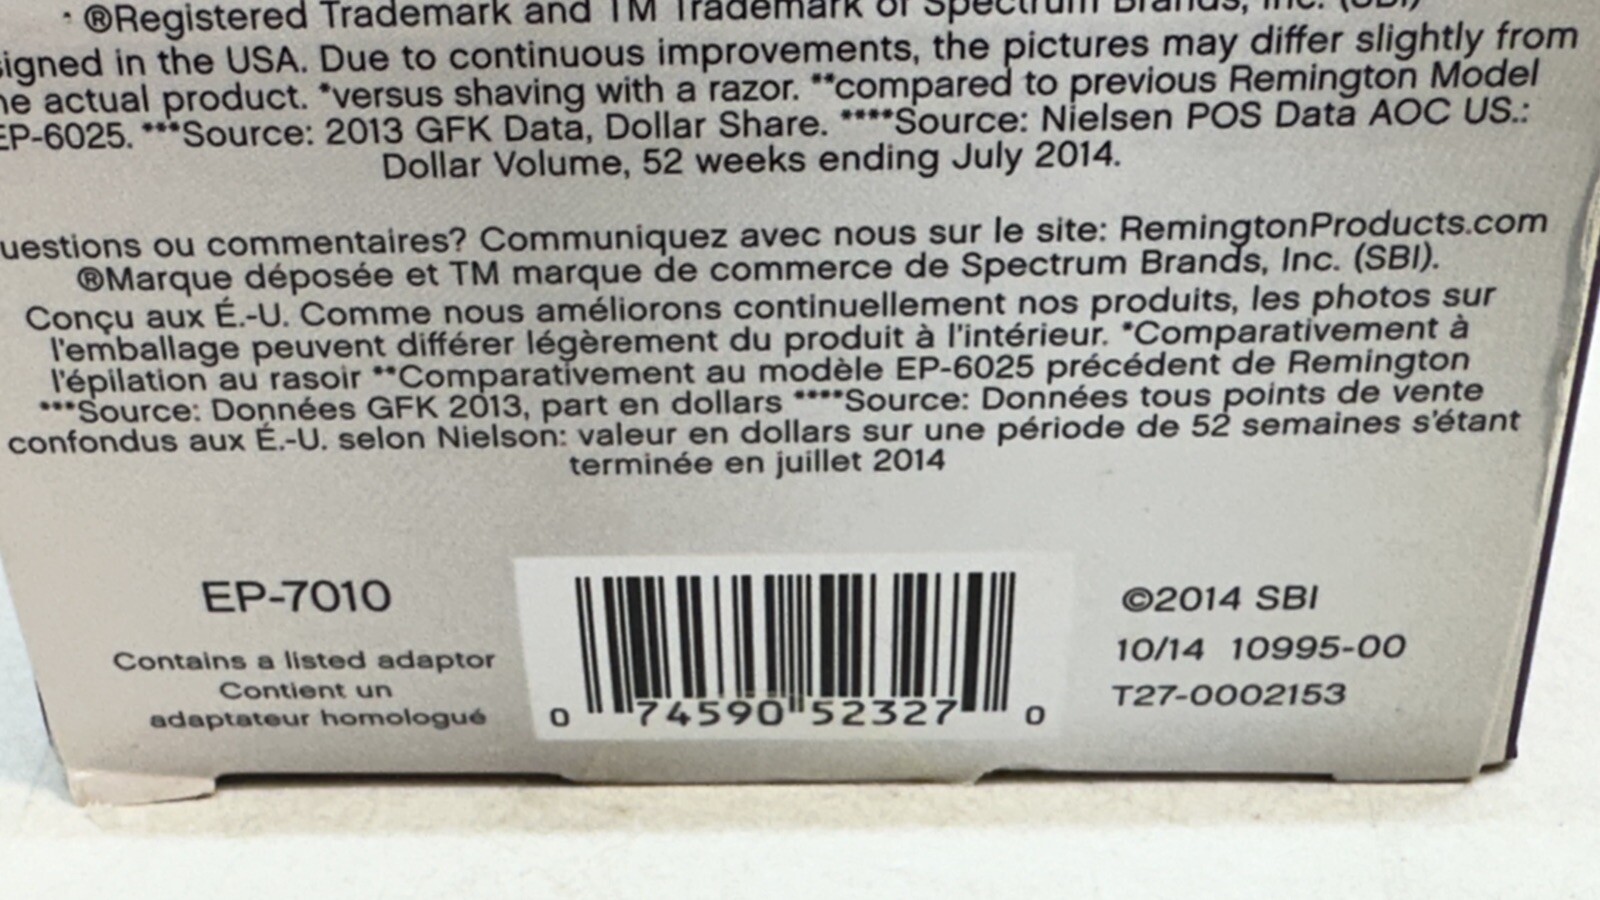 ®Registered Trademark and TM Trademark of Spectrum Brands, Inc. (SBI)
signed in the USA. Due to continuous improvements, the pictures may differ slightly from
he actual product. *versus shaving with a razor. **compared to previous Remington Model
EP-6025. ***Source: 2013 GFK Data, Dollar Share. ****Source: Nielsen POS Data AOC US.:
Dollar Volume, 52 weeks ending July 2014.
uestions ou commentaires? Communiquez avec nous sur le site: RemingtonProducts.com
®Marque déposée et TM marque de commerce de Spectrum Brands, Inc. (SBI).
Conçu aux É.-U. Comme nous améliorons continuellement nos produits, les photos sur
l'emballage peuvent différer légèrement du produit à l'intérieur. *Comparativement à
l'épilation au rasoir **Comparativement au modèle EP-6025 précédent de Remington
***Source: Données GFK 2013, part en dollars ****Source: Données tous points de vente
confondus aux É.-U. selon Nielson: valeur en dollars sur une période de 52 semaines s'étant
terminée en juillet 2014
EP-7010
Contains a listed adaptor
Contient un
adaptateur homologué
0 74590 52327 0
©2014 SBI
10/14 10995-00
T27-0002153